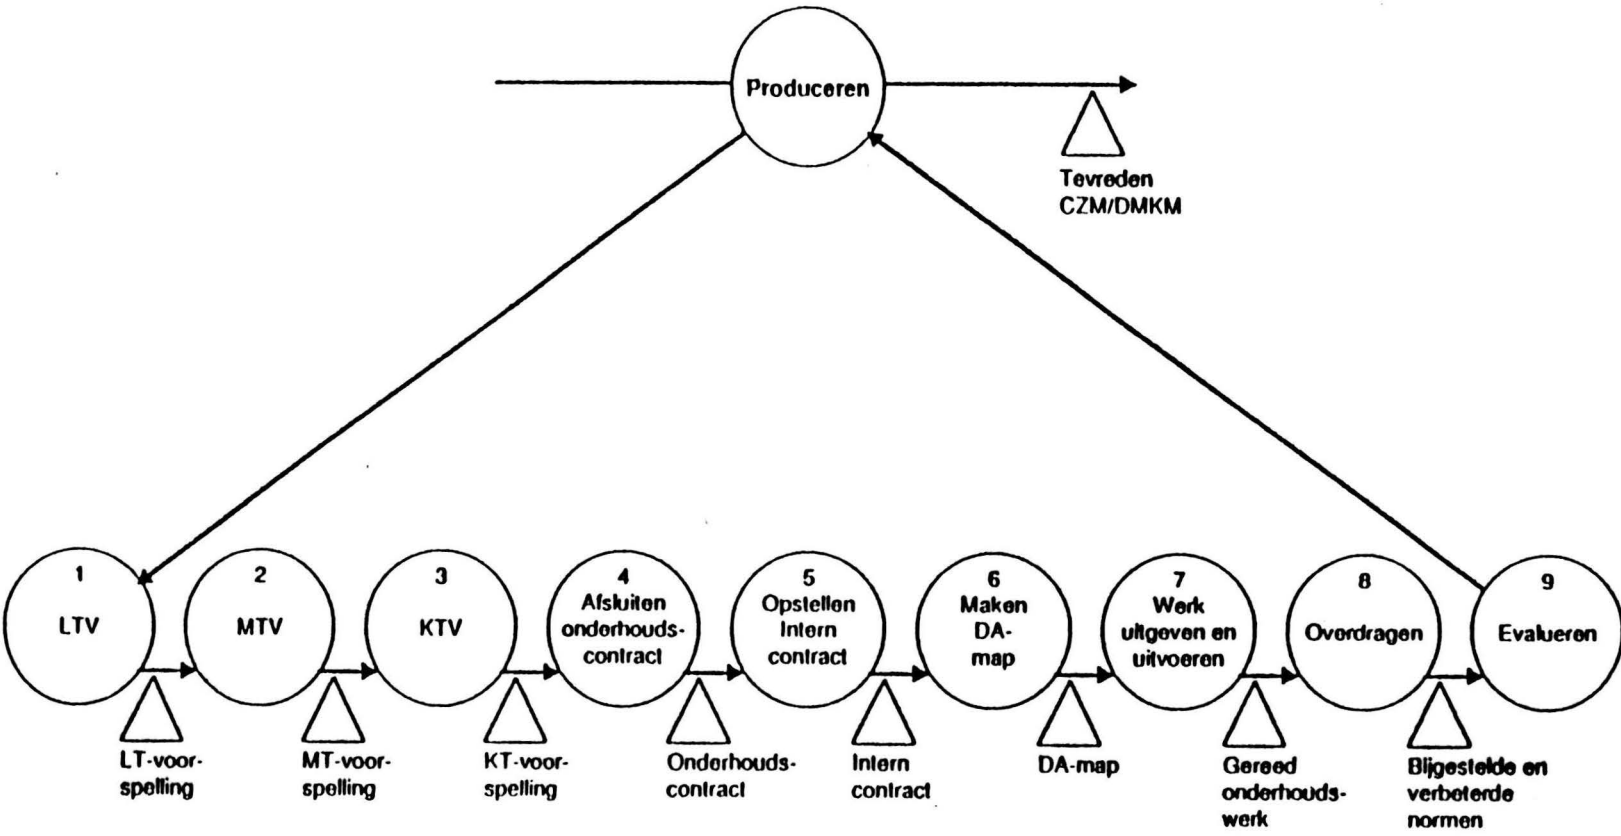 Produceren
Tevreden
CZM/DMKM
1
LTV
2
MTV
3
KTV
4
Afsluiten
onderhouds-
contract
5
Opstellen
Intern
contract
6
Maken
DA-
map
7
Werk
uitgeven en
uitvoeren
8
Overdragen
9
Evalueren
LT-voor-
spelling
MT-voor-
spelling
KT-voor-
spelling
Onderhouds-
contract
Intern
contract
DA-map
Gereed
onderhouds-
werk
Bijgestelde en
verbeterde
normen